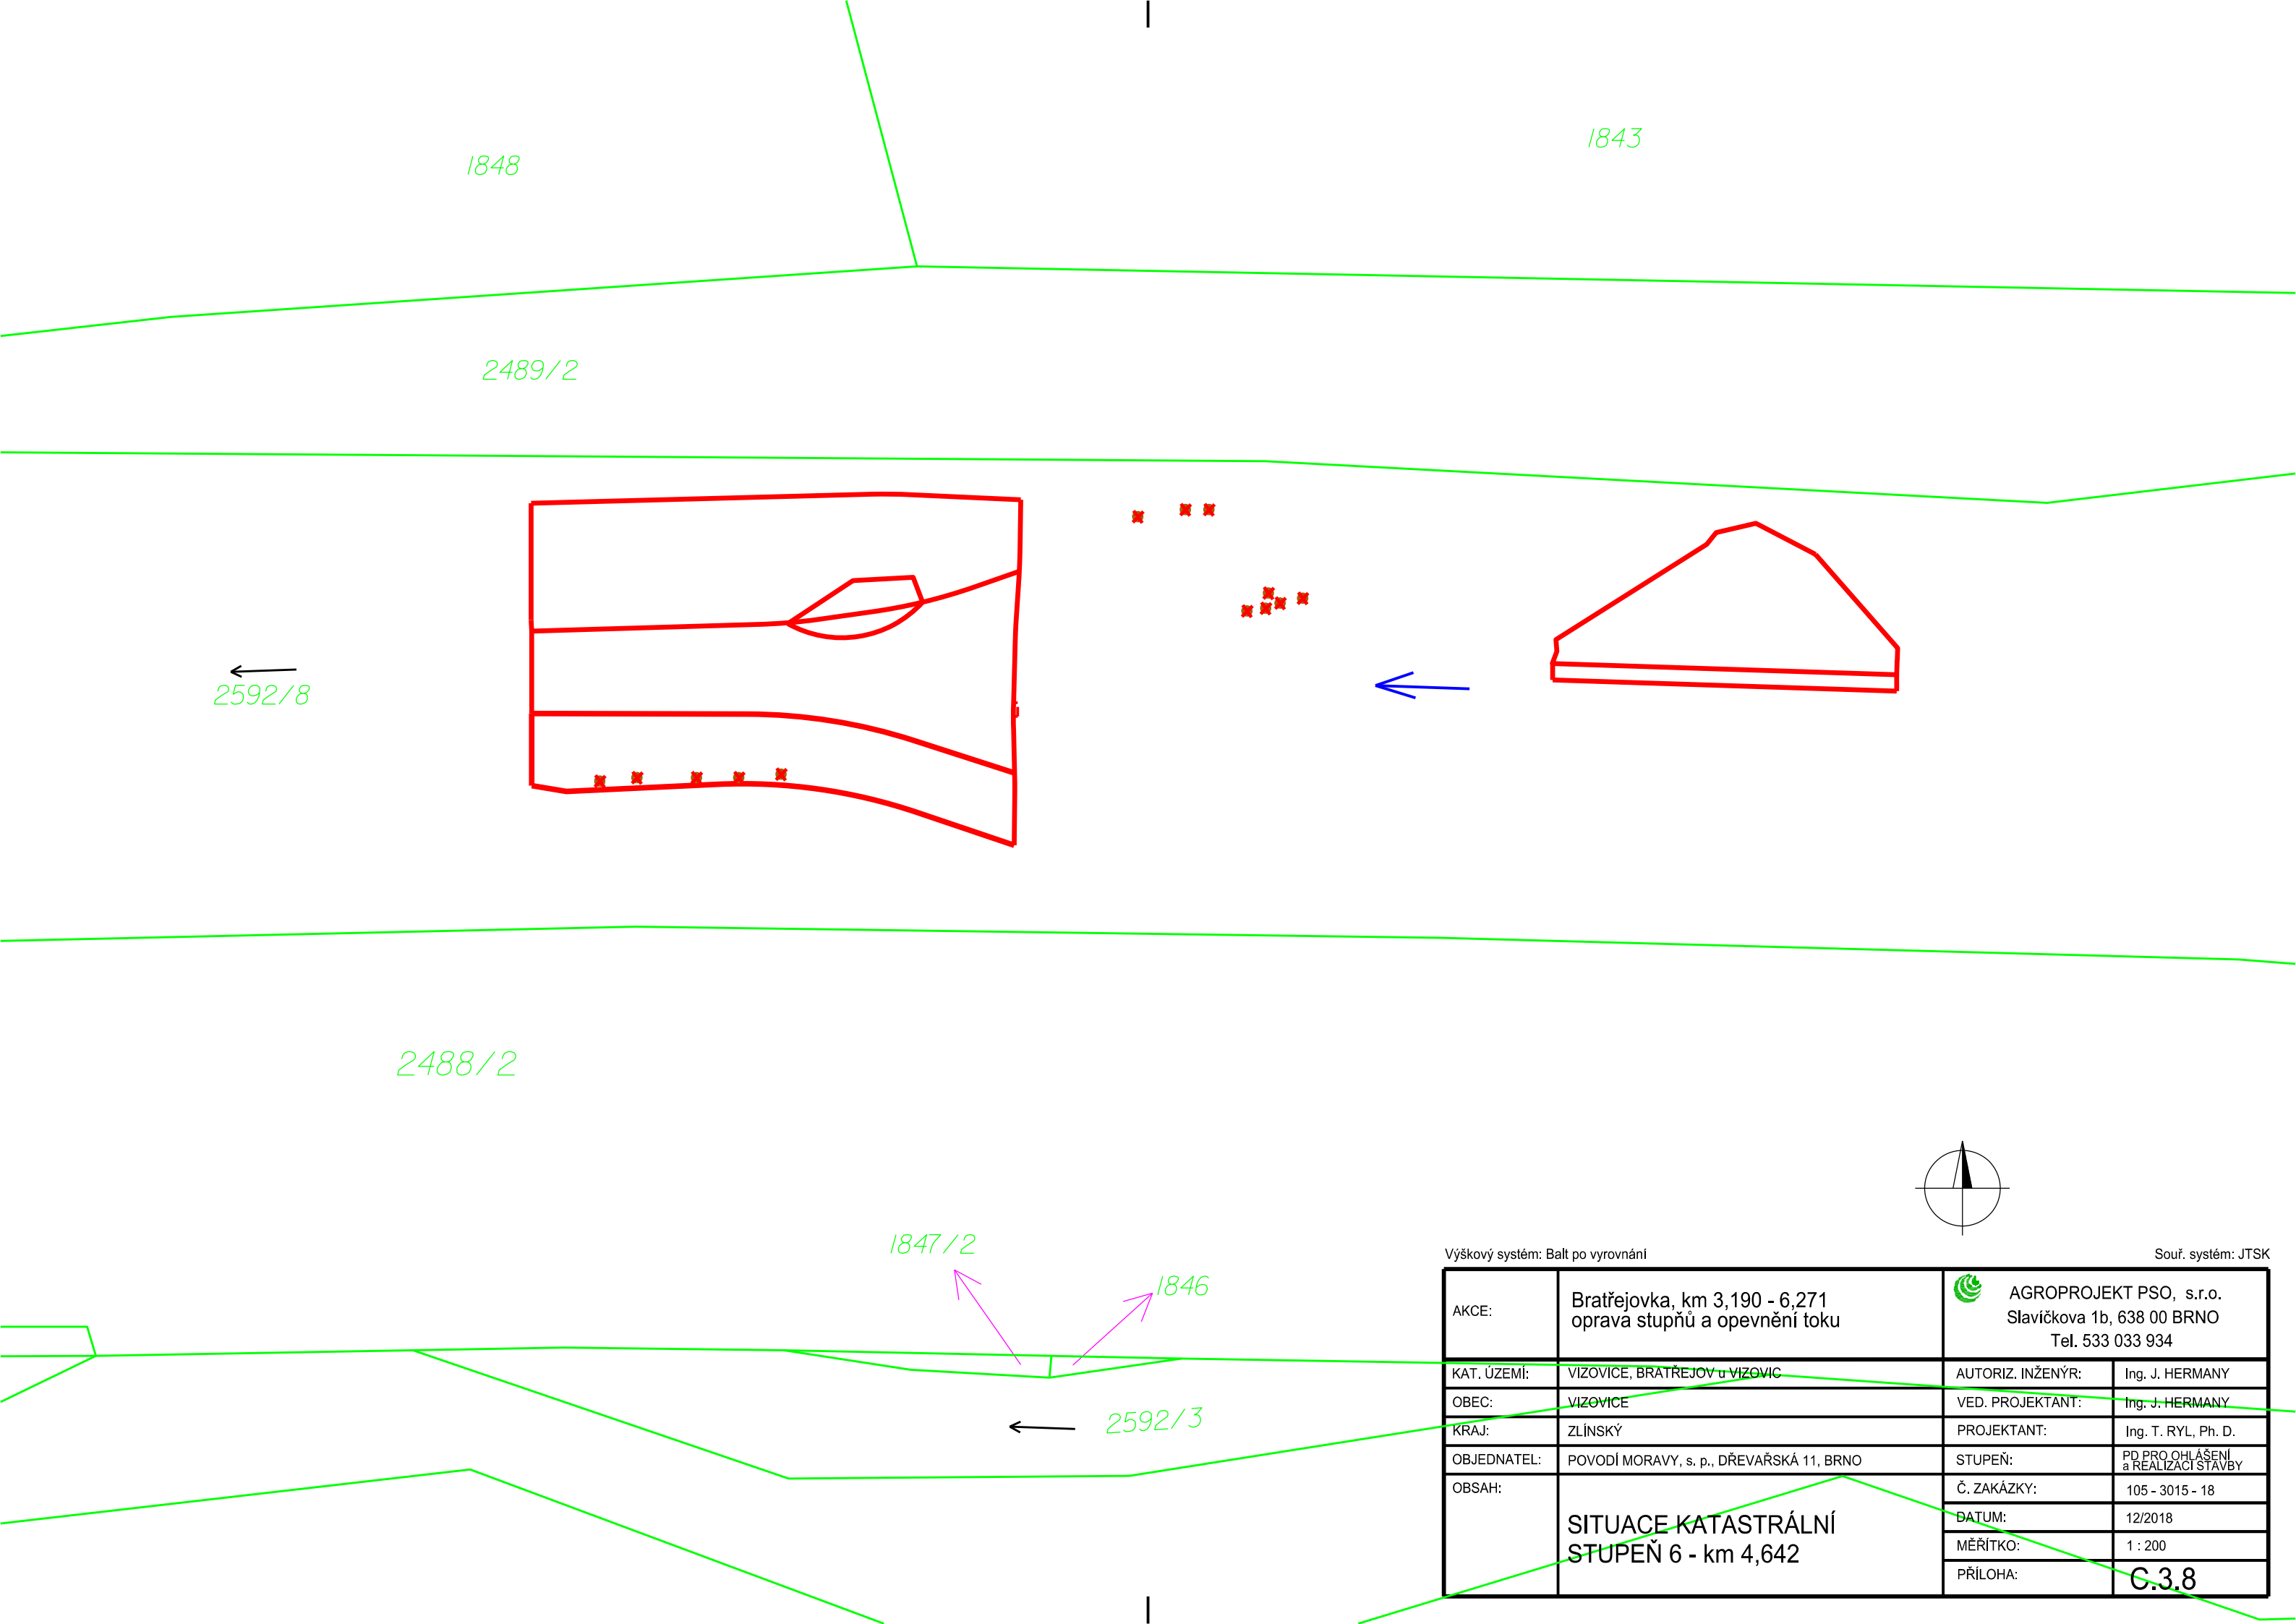 1848
1843
2489/2
2592/8
2488/2
1847/2
1846
2592/3
Výškový systém: Balt po vyrovnání
Souř. systém: JTSK
AKCE:
Bratřejovka, km 3,190 - 6,271
oprava stupňů a opevnění toku
AGROPROJEKT PSO, s.r.o.
Slavíčkova 1b, 638 00 BRNO
Tel. 533 033 934
KAT. ÚZEMÍ:
VIZOVICE, BRATŘEJOV u VIZOVIC
AUTORIZ. INŽENÝR:
Ing. J. HERMANY
OBEC:
VIZOVICE
VED. PROJEKTANT:
Ing. J. HERMANY
KRAJ:
ZLÍNSKÝ
PROJEKTANT:
Ing. T. RYL, Ph. D.
OBJEDNATEL:
POVODÍ MORAVY, s. p., DŘEVAŘSKÁ 11, BRNO
STUPEŇ:
PD PRO OHLÁŠENÍ
a REALIZACI STAVBY
OBSAH:
SITUACE KATASTRÁLNÍ
STUPEŇ 6 - km 4,642
Č. ZAKÁZKY:
105 - 3015 - 18
DATUM:
12/2018
MĚŘÍTKO:
1 : 200
PŘÍLOHA:
C.3.8